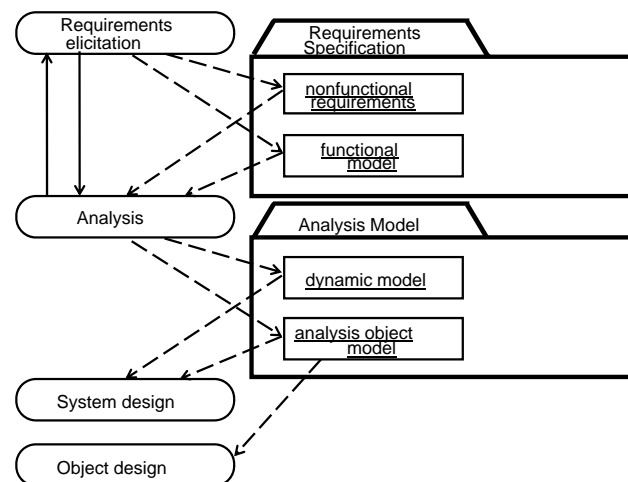 Requirements
elicitation
Requirements
Specification
nonfunctional
requirements
functional
model
Analysis
Analysis Model
dynamic model
analysis object
model
System design
Object design